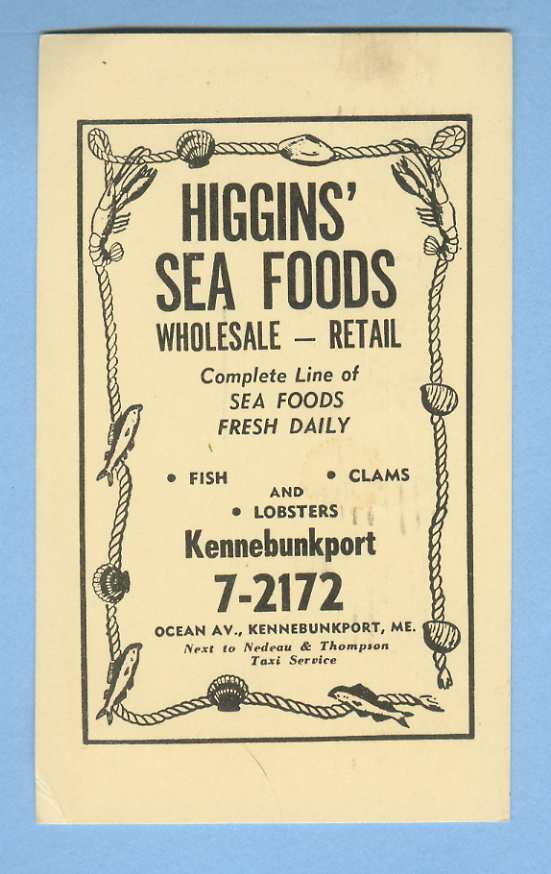 HIGGINS'
SEA FOODS
WHOLESALE — RETAIL
Complete Line of
SEA FOODS
FRESH DAILY
• FISH • CLAMS
AND
• LOBSTERS
Kennebunkport
7-2172
OCEAN AV., KENNEBUNKPORT, ME.
Next to Nedeau & Thompson
Taxi Service